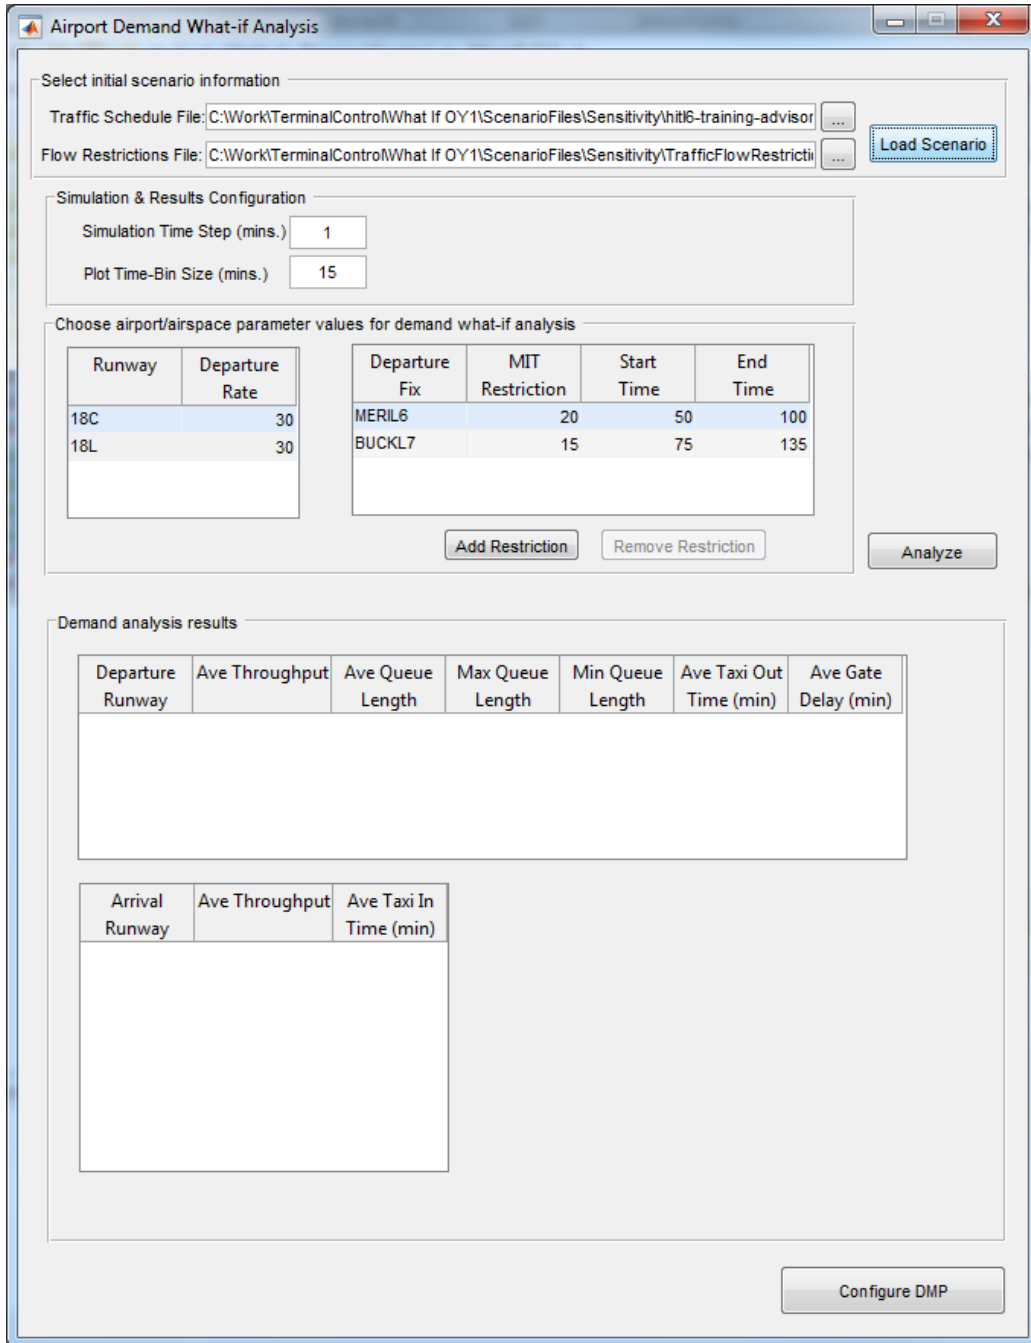 Airport Demand What-if Analysis
Select initial scenario information
Traffic Schedule File: C:\Work\TerminalControl\What If OY1\ScenarioFiles\Sensitivity\hitl6-training-advisor ...
Flow Restrictions File: C:\Work\TerminalControl\What If OY1\ScenarioFiles\Sensitivity\TrafficFlowRestricti ...
Load Scenario
Simulation & Results Configuration
Simulation Time Step (mins.) 1
Plot Time-Bin Size (mins.) 15
Choose airport/airspace parameter values for demand what-if analysis
Runway Departure
Rate
18C 30
18L 30
Departure MIT Start End
Fix Restriction Time Time
MERIL6 20 50 100
BUCKL7 15 75 135
Add Restriction Remove Restriction
Analyze
Demand analysis results
Departure Ave Throughput Ave Queue Max Queue Min Queue Ave Taxi Out Ave Gate
Runway Length Length Length Time (min) Delay (min)
Arrival Ave Throughput Ave Taxi In
Runway Time (min)
Configure DMP